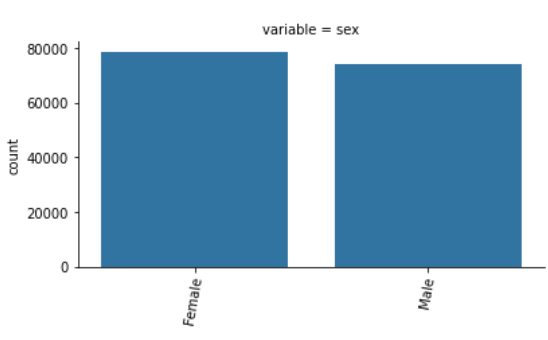 variable = sex
80000
60000
40000
20000
0
count
Female
Male